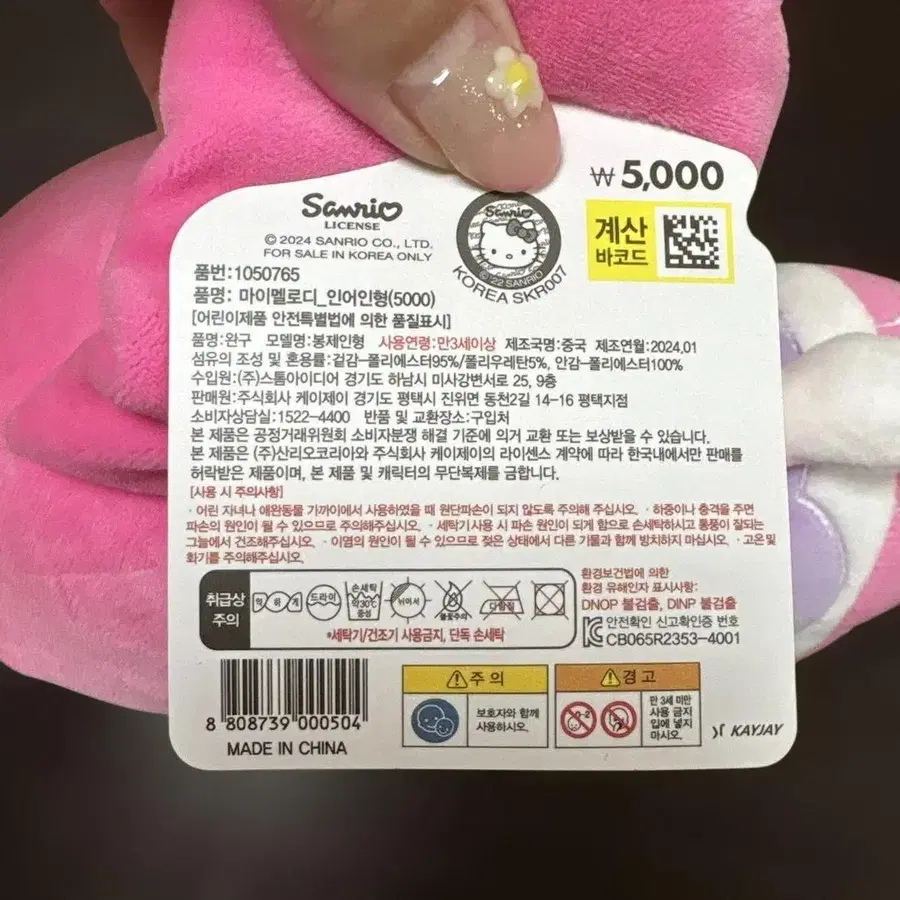 ₩ 5,000
Sanrio
LICENSE
© 2024 SANRIO CO., LTD.
FOR SALE IN KOREA ONLY
Sanrio
© '22 SANRIO
KOREA SKR007
계산
바코드
품번:1050765
품명: 마이멜로디_인어인형(5000)
[어린이제품 안전특별법에 의한 품질표시]
품명:완구 모델명:봉제인형 사용연령:만3세이상 제조국명:중국 제조연월:2024.01
섬유의 조성 및 혼용률:겉감-폴리에스터95%/폴리우레탄5%, 안감-폴리에스터100%
수입원:(주)스톰아이디어 경기도 하남시 미사강변서로 25, 9층
판매원:주식회사 케이제이 경기도 평택시 진위면 동천2길 14-16 평택지점
소비자상담실:1522-4400 반품 및 교환장소:구입처
본 제품은 공정거래위원회 소비자분쟁 해결 기준에 의거 교환 또는 보상받을 수 있습니다.
본 제품은 (주)산리오코리아와 주식회사 케이제이의 라이센스 계약에 따라 한국내에서만 판매를
허락받은 제품이며, 본 제품 및 캐릭터의 무단복제를 금합니다.
[사용 시 주의사항]
· 어린 자녀나 애완동물 가까이에서 사용하였을 때 원단파손이 되지 않도록 주의해 주십시오. · 하중이나 충격을 주면
파손의 원인이 될 수 있으므로 주의해주십시오. · 세탁기 사용 시 파손 원인이 되게 함으로 손세탁하시고 통풍이 잘되는
그늘에서 건조해주십시오. · 이염의 원인이 될 수 있으므로 젖은 상태에서 다른 기물과 함께 방치하지 마십시오. · 고온 및
화기를 주의해주십시오.
취급상
주의
약 하 게
드라이
손세탁
약30℃
중성
뉘어서
불꽃주의
다림질
*세탁기/건조기 사용금지, 단독 손세탁
환경보건법에 의한
환경 유해인자 표시사항:
DNOP 불검출, DINP 불검출
안전확인 신고확인증 번호
CB065R2353-4001
8 808739 000504
MADE IN CHINA
주 의
보호자와 함께
사용하시오.
경 고
0-2
만 3세 미만
사용 금지
입에 넣지
마시오.
KAYJAY